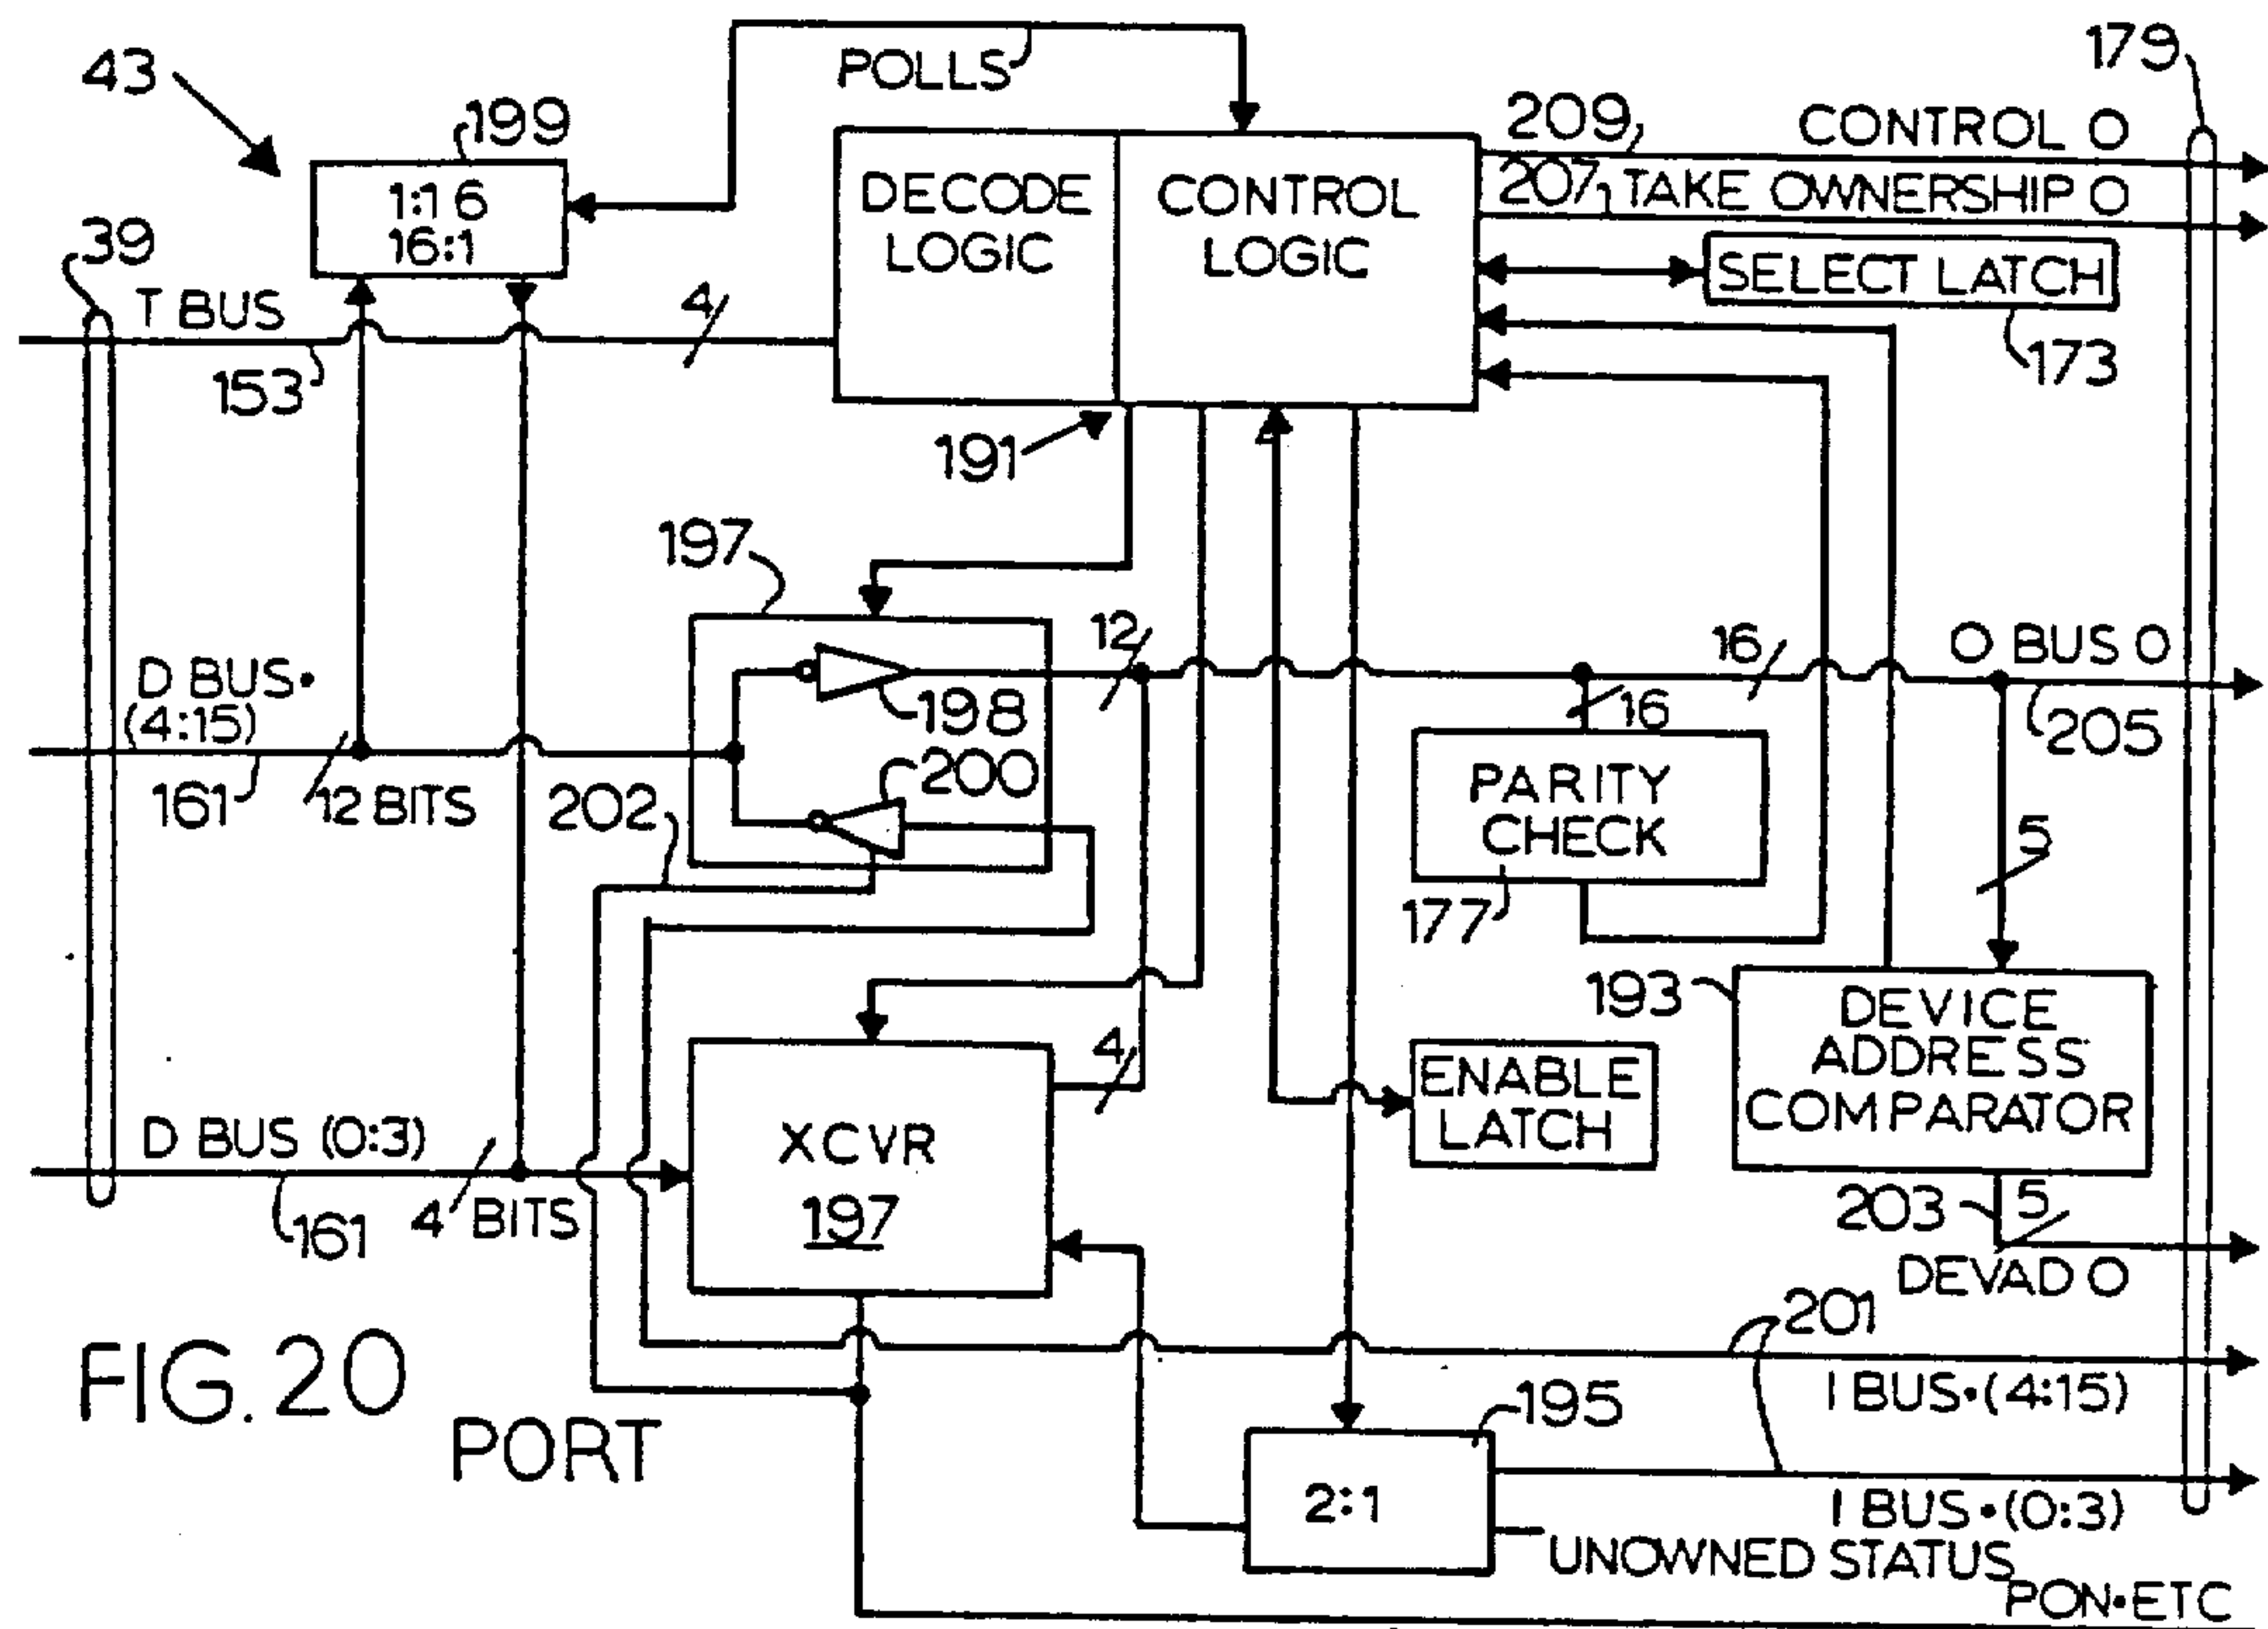 43
199
1:16
16:1
POLLS
DECODE
LOGIC
CONTROL
LOGIC
209
CONTROL O
179
207
TAKE OWNERSHIP O
SELECT LATCH
173
39
T BUS
153
4
191
197
12
16
O BUS O
205
D BUS•
(4:15)
161
12 BITS
198
200
202
16
PARITY
CHECK
177
5
193
DEVICE
ADDRESS
COMPARATOR
4
ENABLE
LATCH
D BUS (0:3)
161
4 BITS
XCVR
197
203
5
DEVAD O
201
I BUS•(4:15)
FIG. 20
PORT
195
2:1
I BUS•(0:3)
UNOWNED STATUS
PON•ETC